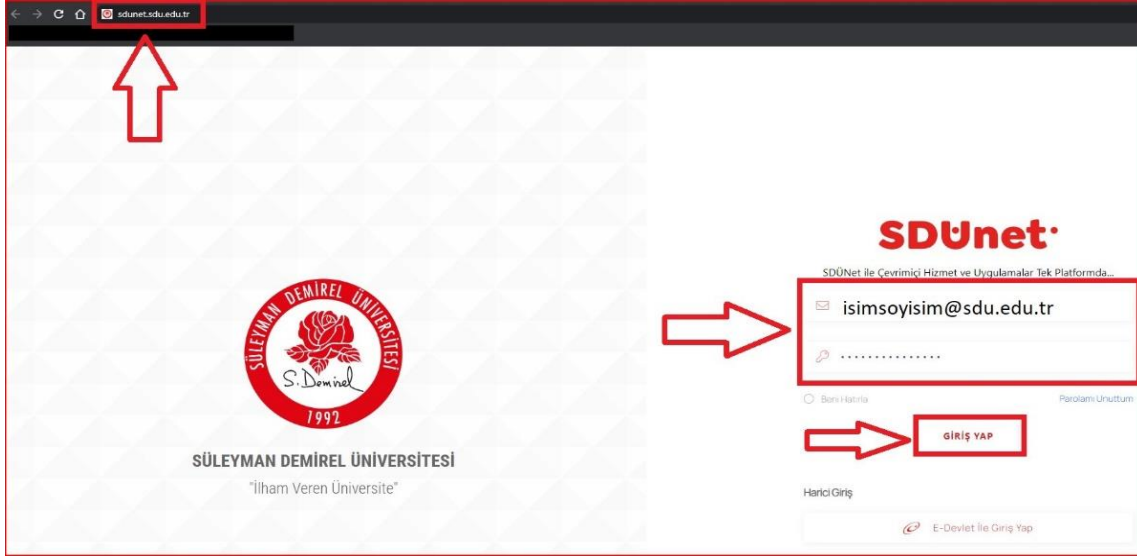 sdunet.sdu.edu.tr
SÜLEYMAN DEMİREL ÜNİVERSİTESİ
S. Demirel
1992
SÜLEYMAN DEMİREL ÜNİVERSİTESİ
"İlham Veren Üniversite"
SDÜnet
SDÜNet ile Çevrimiçi Hizmet ve Uygulamalar Tek Platformda...
isimsoyisim@sdu.edu.tr
...............
Beni Hatırla
Parolamı Unuttum
GİRİŞ YAP
Harici Giriş
E-Devlet İle Giriş Yap